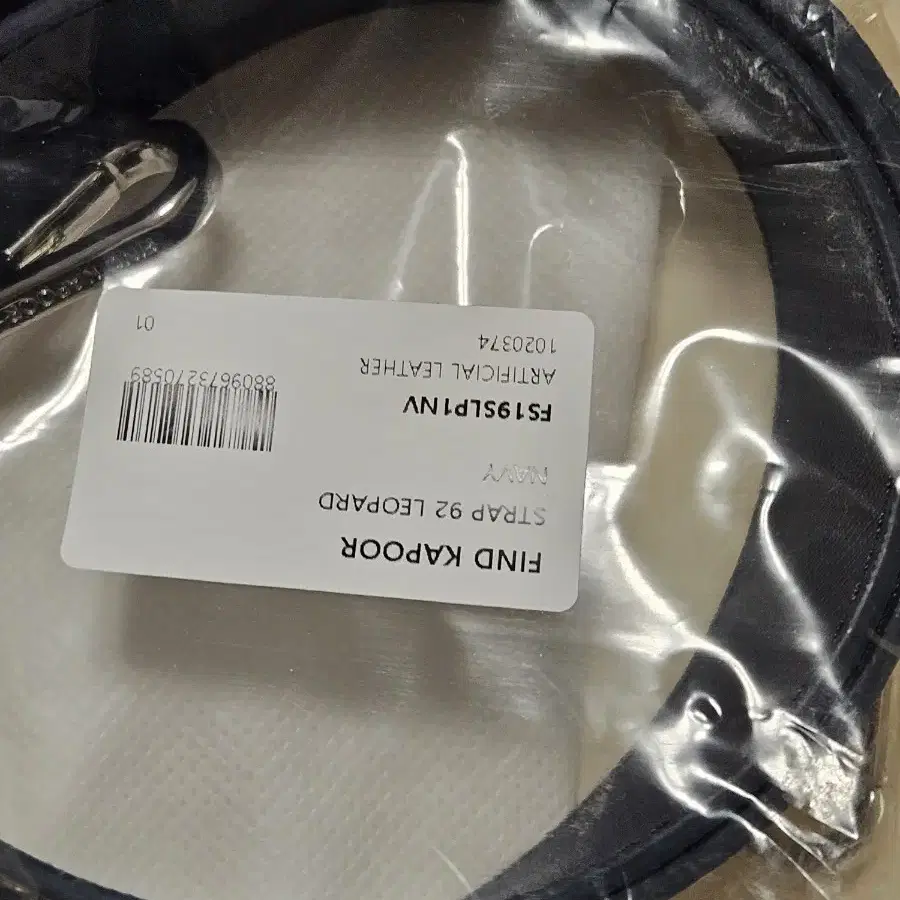 FIND KAPOOR
STRAP 92 LEOPARD
NAVY
FS19SLP1NV
ARTIFICIAL LEATHER
1020374
8809673270589
01